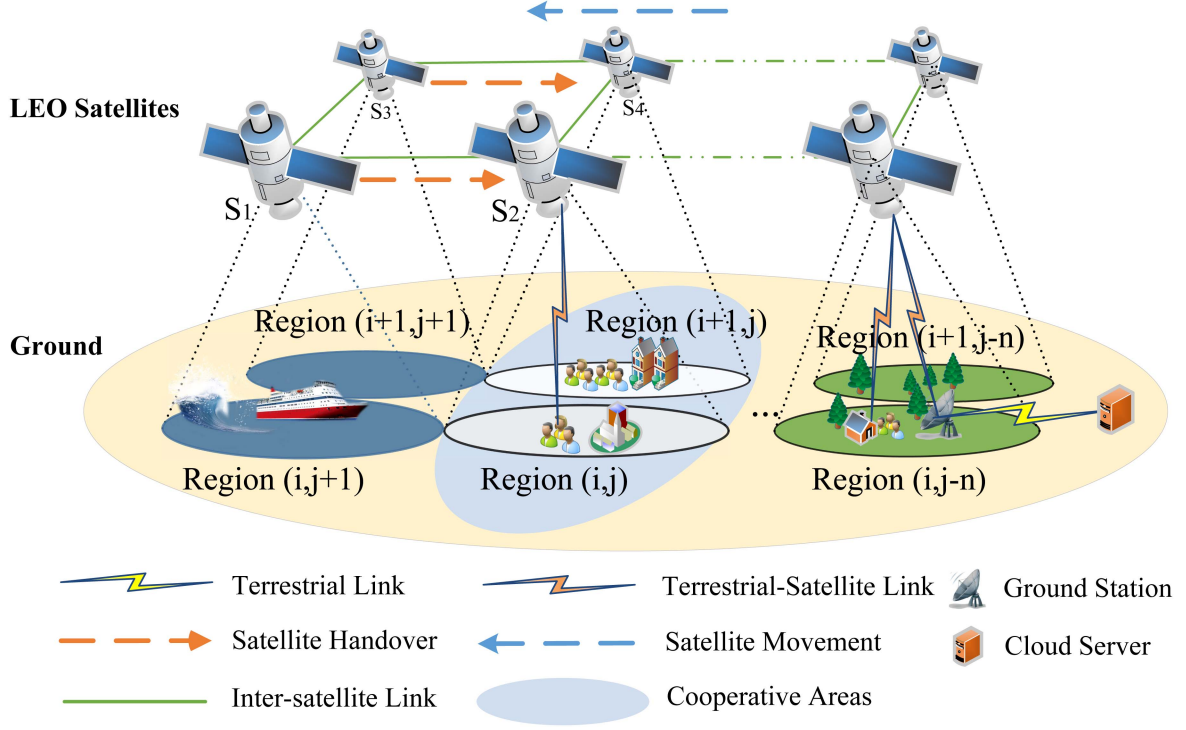 LEO Satellites
S3
S4
S1
S2
Ground
Region (i+1,j+1)
Region (i+1,j)
Region (i+1,j-n)
...
Region (i,j+1)
Region (i,j)
Region (i,j-n)
Terrestrial Link
Terrestrial-Satellite Link
Ground Station
Satellite Handover
Satellite Movement
Cloud Server
Inter-satellite Link
Cooperative Areas